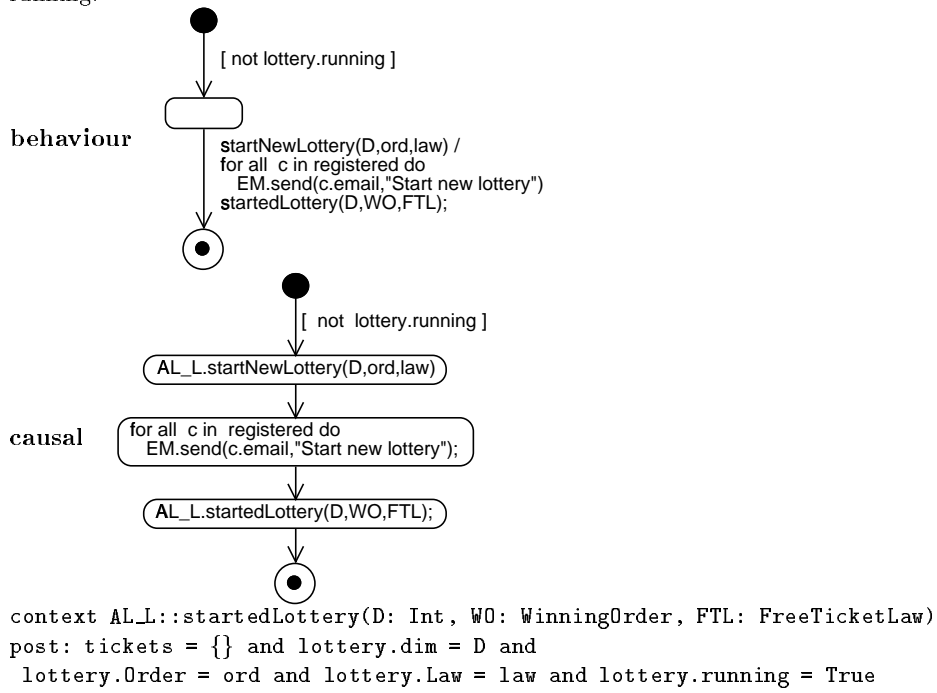 [ not lottery.running ]
behaviour
startNewLottery(D,ord,law) /
for all c in registered do
EM.send(c.email,"Start new lottery")
startedLottery(D,WO,FTL);
[ not lottery.running ]
AL_L.startNewLottery(D,ord,law)
causal
for all c in registered do
EM.send(c.email,"Start new lottery");
AL_L.startedLottery(D,WO,FTL);
context AL_L::startedLottery(D: Int, WO: WinningOrder, FTL: FreeTicketLaw)
post: tickets = {} and lottery.dim = D and
lottery.Order = ord and lottery.Law = law and lottery.running = True